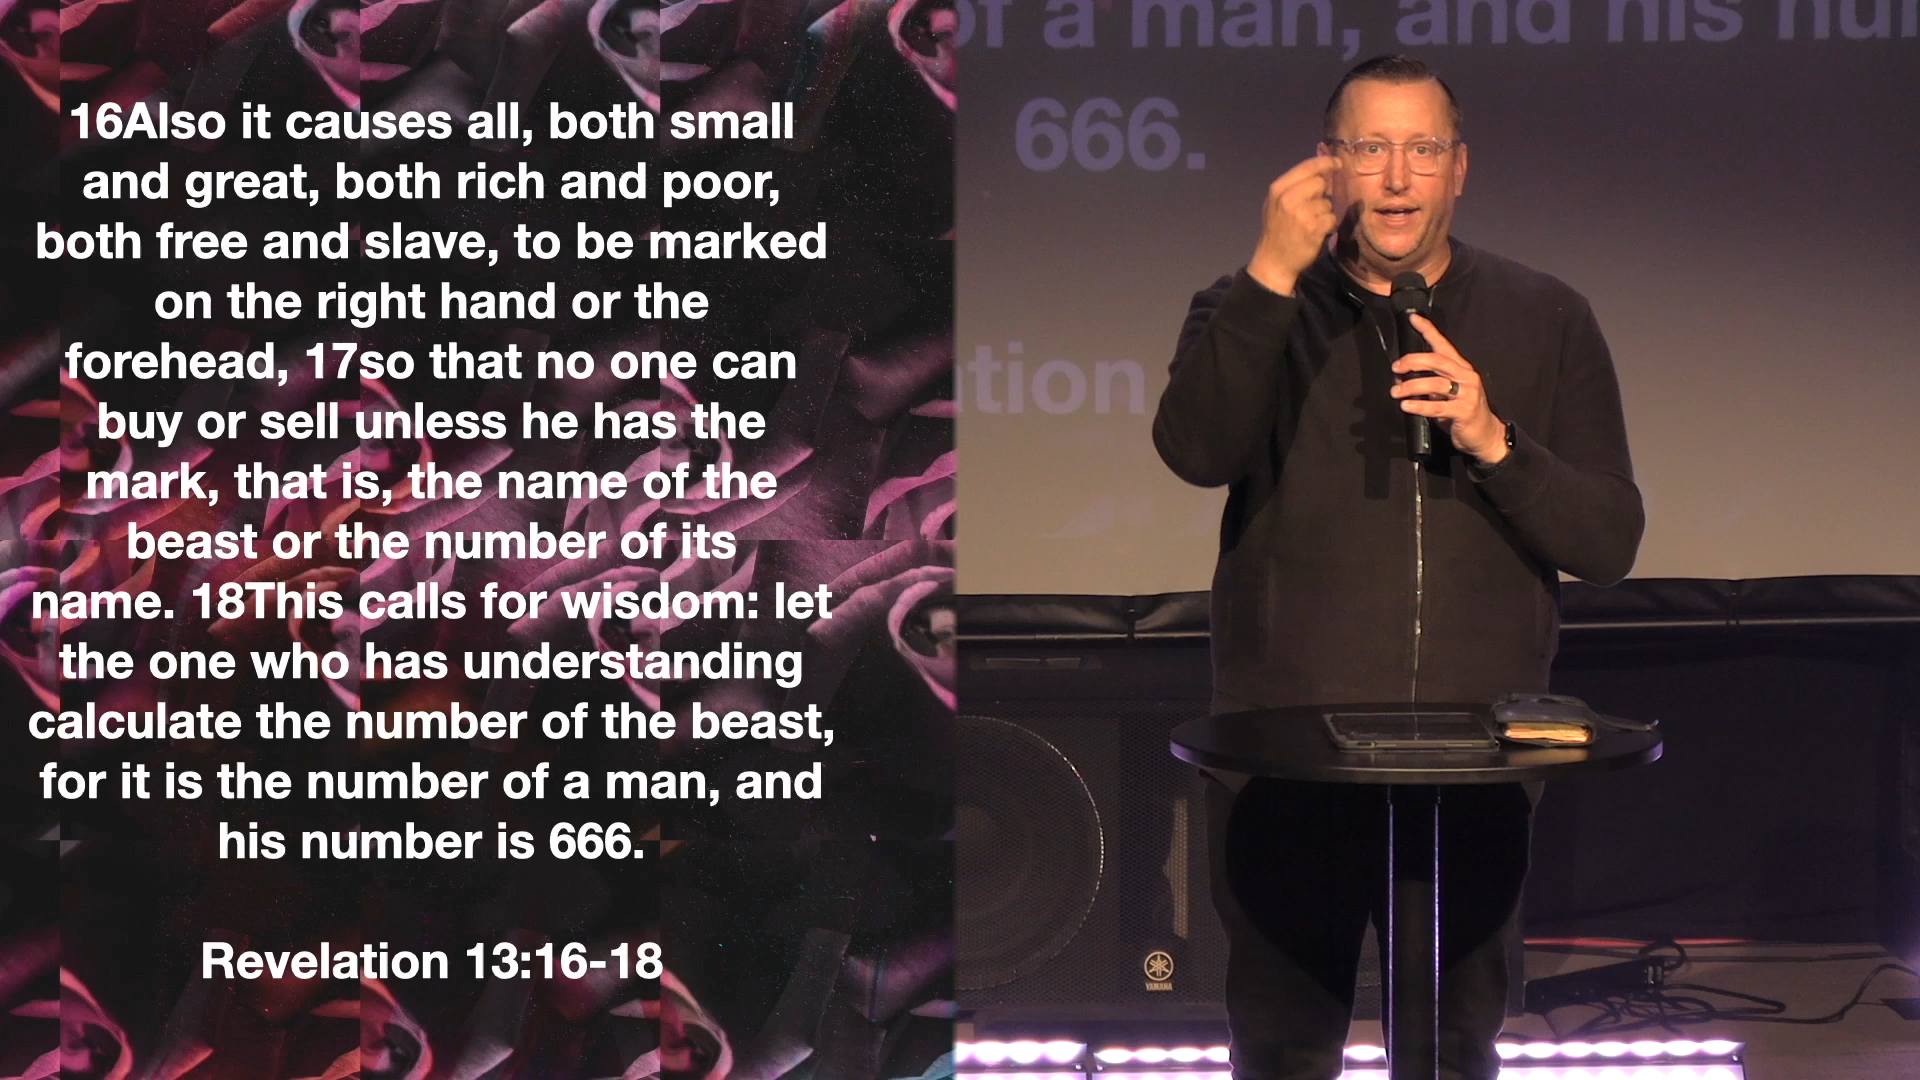 16Also it causes all, both small
and great, both rich and poor,
both free and slave, to be marked
on the right hand or the
forehead, 17so that no one can
buy or sell unless he has the
mark, that is, the name of the
beast or the number of its
name. 18This calls for wisdom: let
the one who has understanding
calculate the number of the beast,
for it is the number of a man, and
his number is 666.
Revelation 13:16-18
of a man, and his
666.
YAMAHA